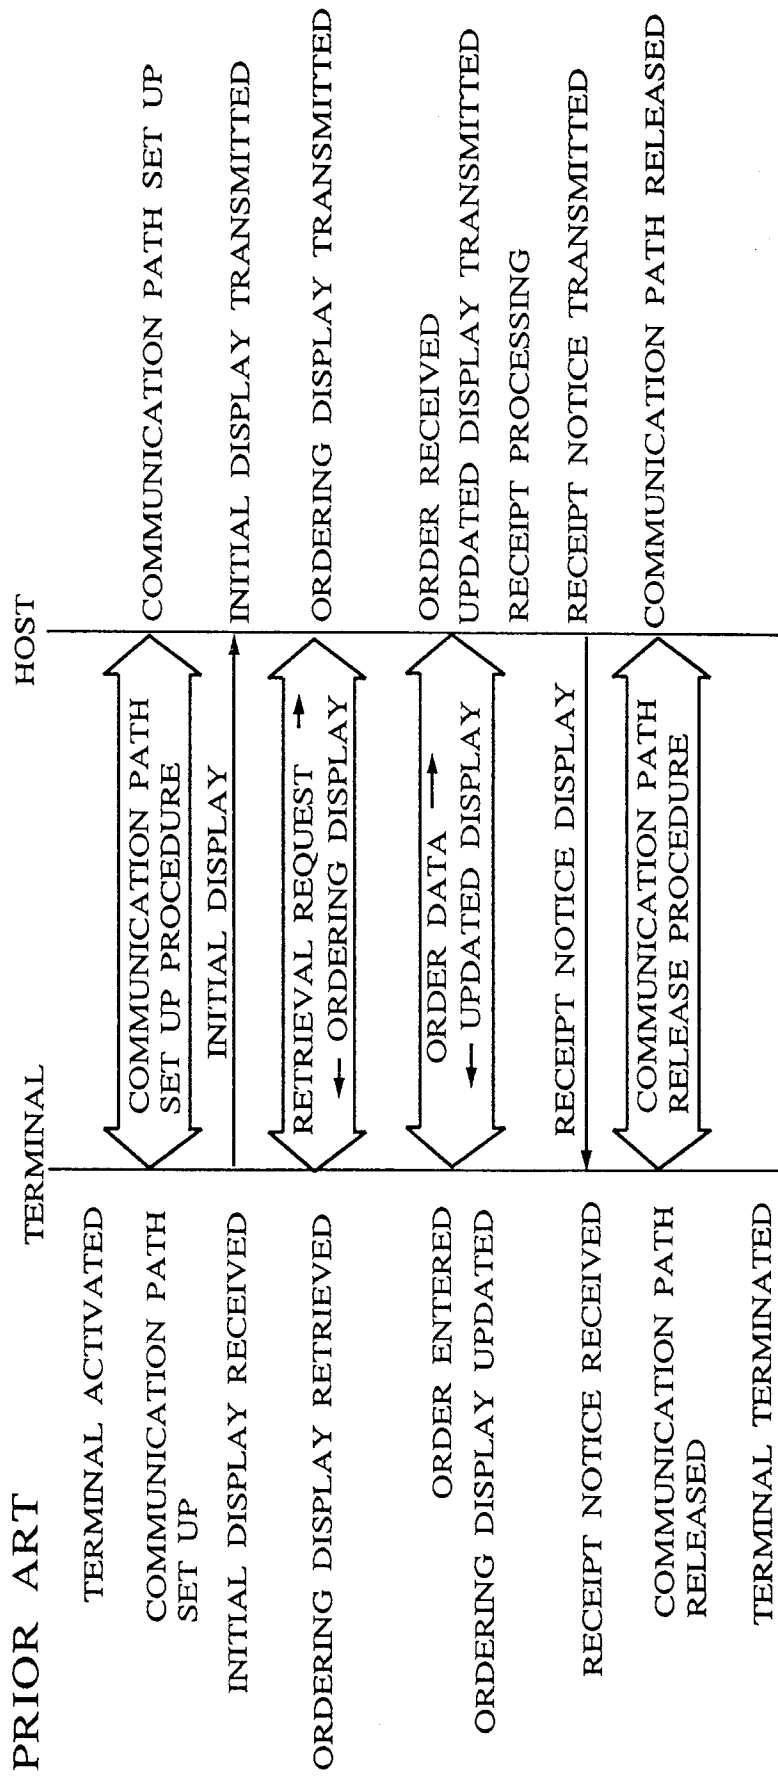 PRIOR ART
TERMINAL
HOST
TERMINAL ACTIVATED
COMMUNICATION PATH
SET UP
COMMUNICATION PATH
SET UP PROCEDURE
COMMUNICATION PATH SET UP
INITIAL DISPLAY RECEIVED
INITIAL DISPLAY
INITIAL DISPLAY TRANSMITTED
ORDERING DISPLAY RETRIEVED
RETRIEVAL REQUEST →
← ORDERING DISPLAY
ORDERING DISPLAY TRANSMITTED
ORDER ENTERED
ORDERING DISPLAY UPDATED
ORDER DATA →
← UPDATED DISPLAY
ORDER RECEIVED
UPDATED DISPLAY TRANSMITTED
RECEIPT PROCESSING
RECEIPT NOTICE RECEIVED
RECEIPT NOTICE DISPLAY
RECEIPT NOTICE TRANSMITTED
COMMUNICATION PATH
RELEASED
COMMUNICATION PATH
RELEASE PROCEDURE
COMMUNICATION PATH RELEASED
TERMINAL TERMINATED